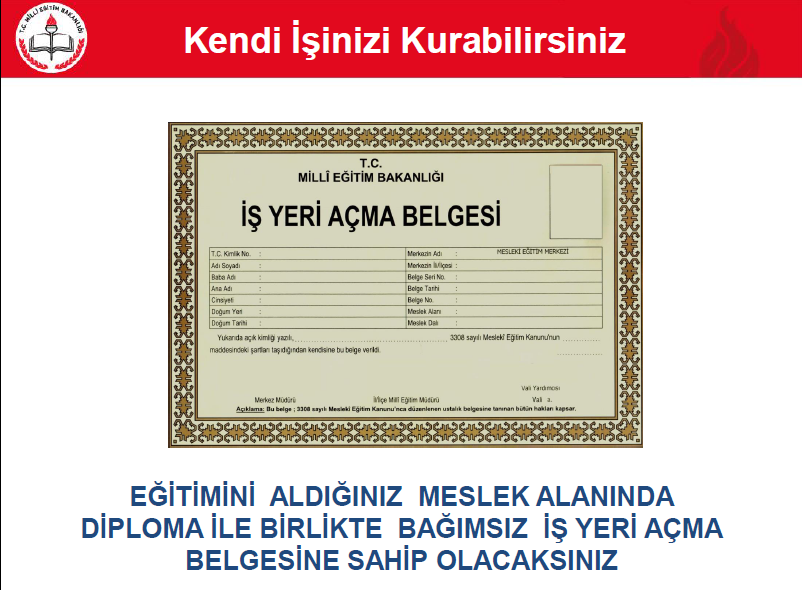 T.C. MİLLİ EĞİTİM BAKANLIĞI
Kendi İşinizi Kurabilirsiniz
T.C.
MİLLÎ EĞİTİM BAKANLIĞI
İŞ YERİ AÇMA BELGESİ
T.C. Kimlik No. : Merkezin Adı : MESLEKİ EĞİTİM MERKEZİ
Adı Soyadı : Merkezin İli/İlçesi :
Baba Adı : Belge Seri No. :
Ana Adı : Belge Tarihi :
Cinsiyeti : Belge No. :
Doğum Yeri : Meslek Alanı :
Doğum Tarihi : Meslek Dalı :
Yukarıda açık kimliği yazılı,.............................................. 3308 sayılı Meslekî Eğitim Kanunu'nun ..............
maddesindeki şartları taşıdığından kendisine bu belge verildi. ................
Vali Yardımcısı
Merkez Müdürü İl/İlçe Millî Eğitim Müdürü Vali a.
Açıklama: Bu belge ; 3308 sayılı Meslekî Eğitim Kanunu'nca düzenlenen ustalık belgesine tanınan bütün hakları kapsar.
EĞİTİMİNİ ALDIĞINIZ MESLEK ALANINDA
DİPLOMA İLE BİRLİKTE BAĞIMSIZ İŞ YERİ AÇMA
BELGESİNE SAHİP OLACAKSINIZ